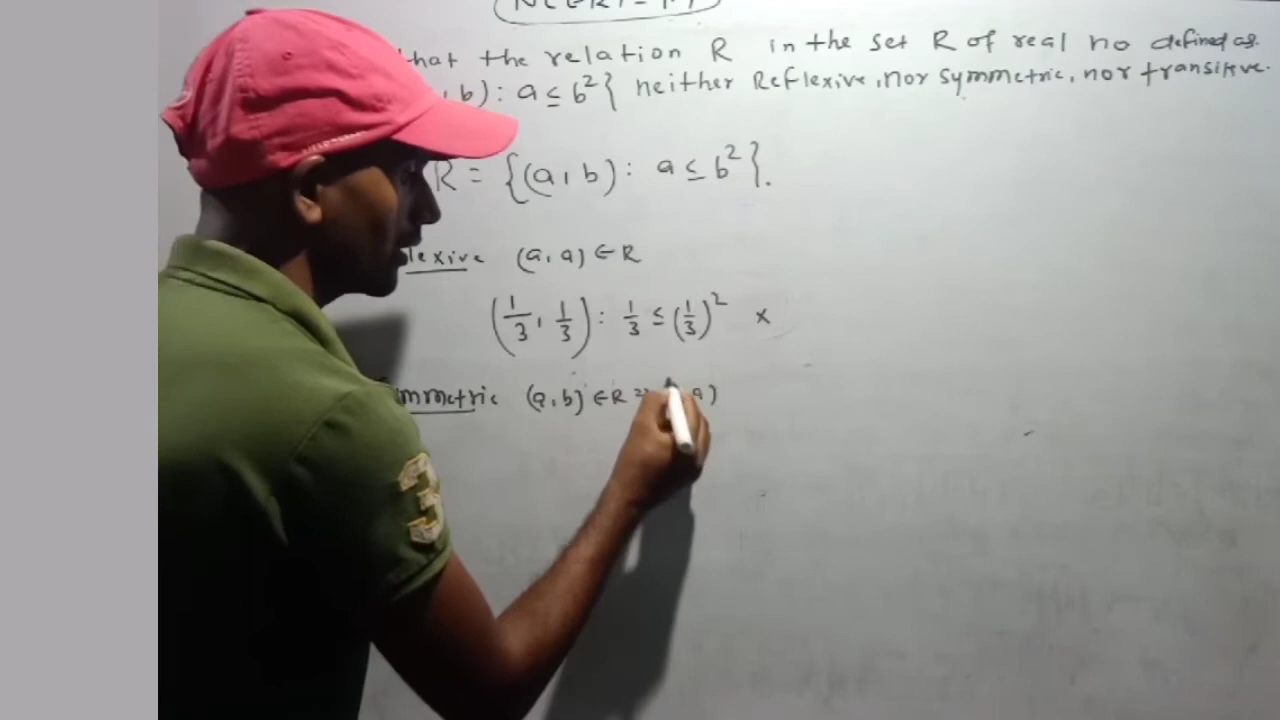 hat the relation R in the set R of real no defined as.
, b) : a ≤ b²} neither Reflexive, nor symmetric, nor transitive.
R = {(a, b) : a ≤ b²}.
lexive (a, a) ∈ R
(1/3, 1/3) : 1/3 ≤ (1/3)² ×
mmetric (a, b) ∈ R a)
3